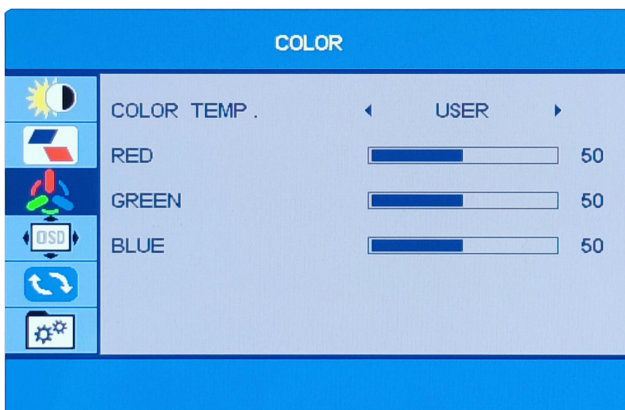 COLOR
COLOR TEMP. USER
RED 50
GREEN 50
OSD
BLUE 50